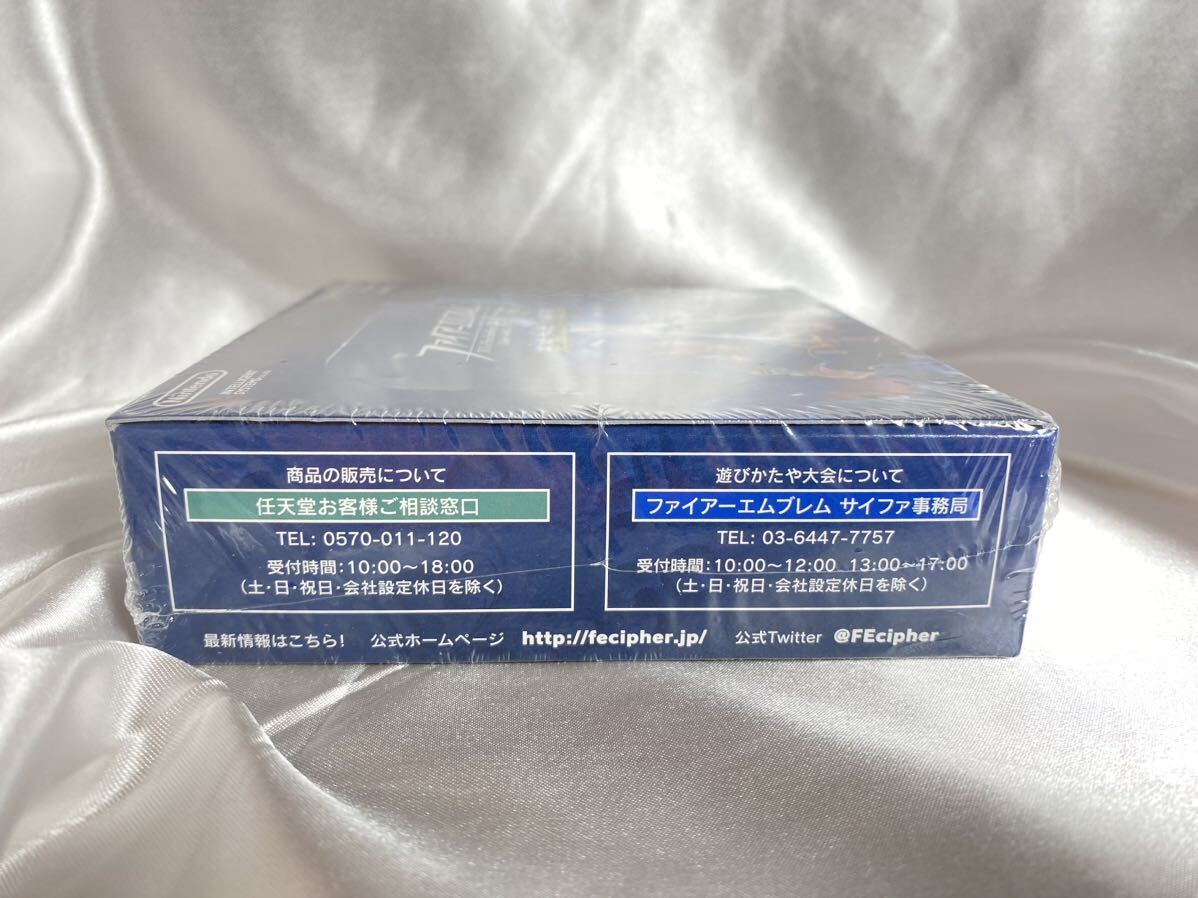 Nintendo
商品の販売について
任天堂お客様ご相談窓口
TEL: 0570-011-120
受付時間:10:00〜18:00
(土・日・祝日・会社設定休日を除く)
遊びかたや大会について
ファイアーエムブレム サイファ事務局
TEL: 03-6447-7757
受付時間:10:00〜12:00 13:00〜17:00
(土・日・祝日・会社設定休日を除く)
最新情報はこちら! 公式ホームページ http://fecipher.jp/ 公式Twitter @FEcipher